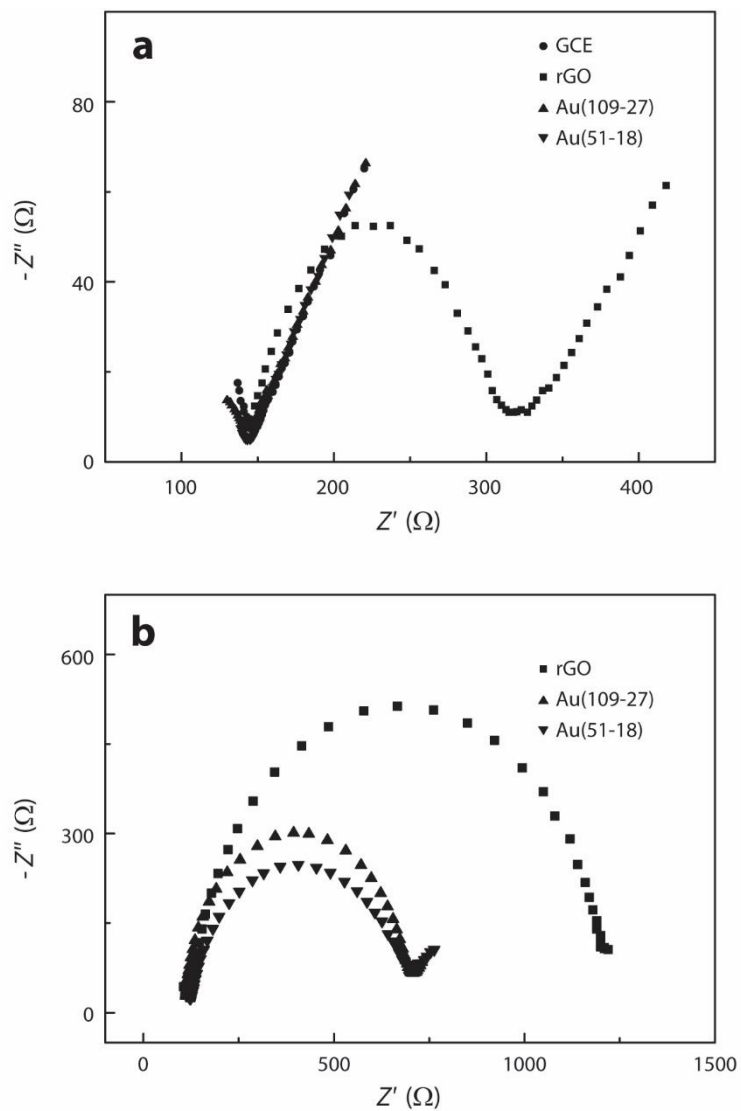 a
GCE
rGO
Au(109-27)
Au(51-18)
80
40
0
-Z″ (Ω)
100
200
300
400
Z′ (Ω)
b
rGO
Au(109-27)
Au(51-18)
600
300
0
-Z″ (Ω)
0
500
1000
1500
Z′ (Ω)